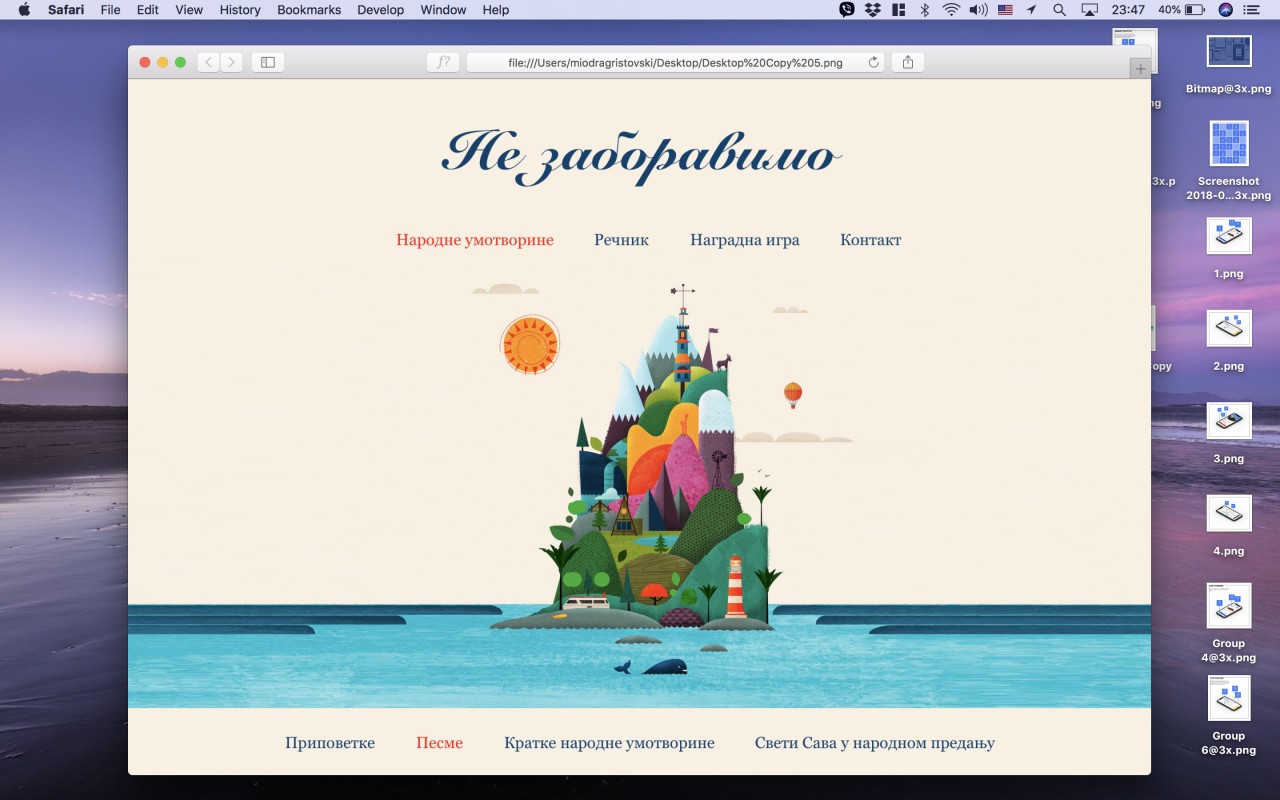 Safari File Edit View History Bookmarks Develop Window Help 23:47 40%
file:///Users/miodragristovski/Desktop/Desktop%20Copy%205.png
Не заборавимо
Народне умотворине Речник Наградна игра Контакт
Приповетке Песме Кратке народне умотворине Свети Сава у народном предању
Bitmap@3x.png
Screenshot
2018-0...3x.png
1.png
2.png
3.png
4.png
Group
4@3x.png
Group
6@3x.png